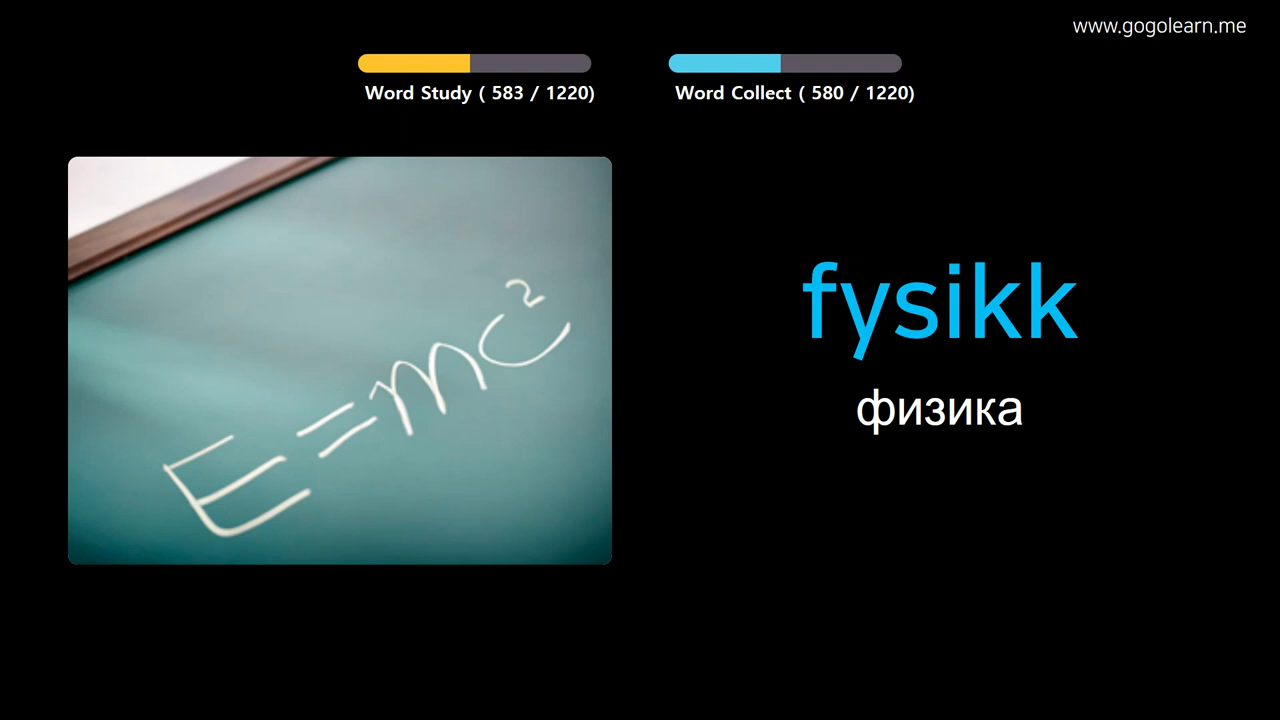 www.gogolearn.me
Word Study ( 583 / 1220)
Word Collect ( 580 / 1220)
E=mc²
fysikk
физика